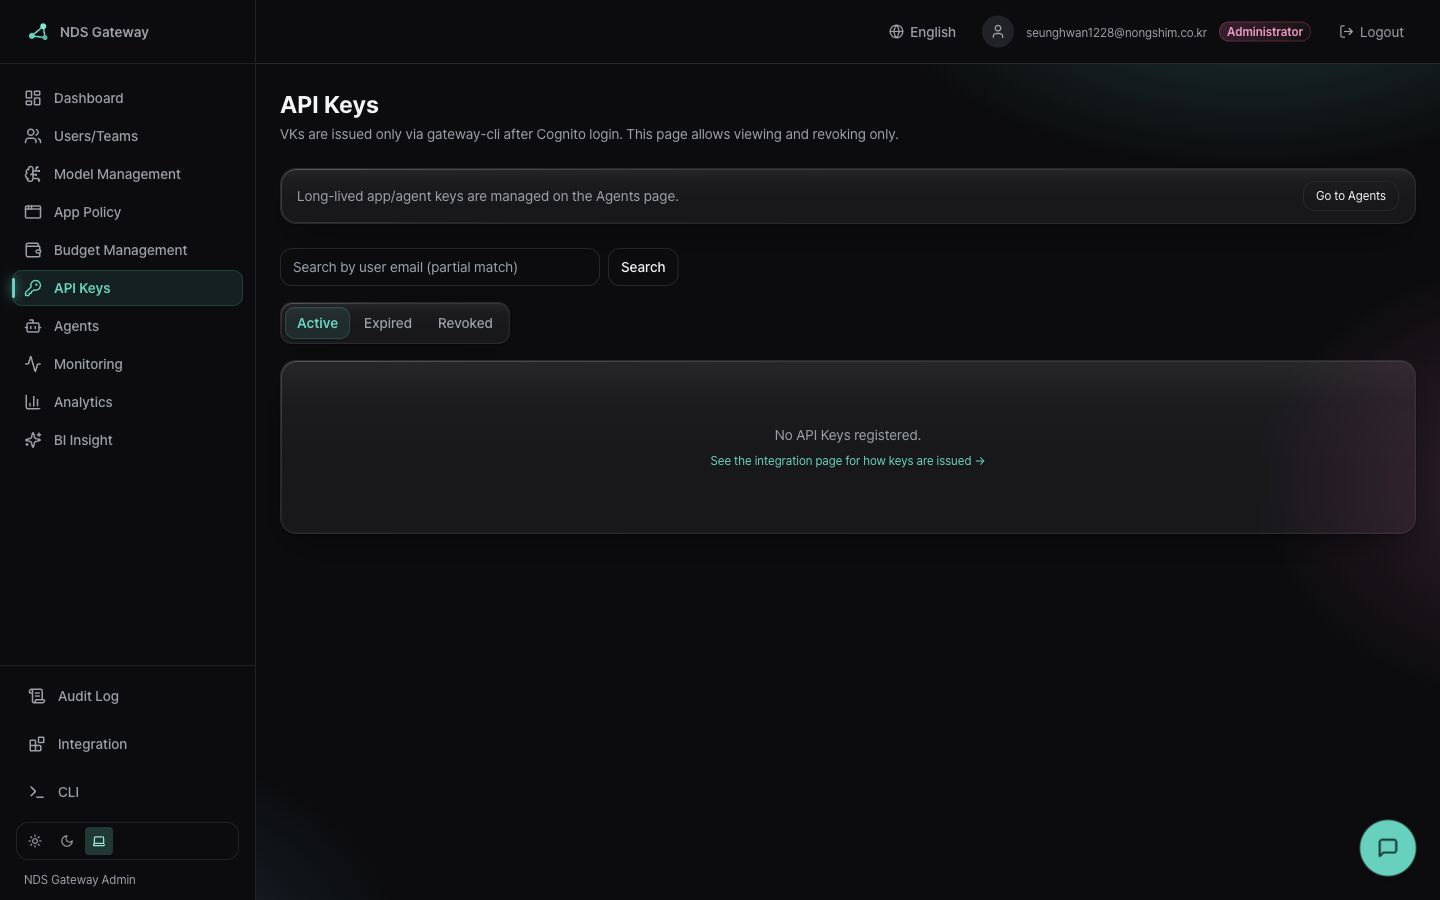 NDS Gateway
English
seunghwan1228@nongshim.co.kr
Administrator
Logout
Dashboard
Users/Teams
Model Management
App Policy
Budget Management
API Keys
Agents
Monitoring
Analytics
BI Insight
Audit Log
Integration
CLI
NDS Gateway Admin
API Keys
VKs are issued only via gateway-cli after Cognito login. This page allows viewing and revoking only.
Long-lived app/agent keys are managed on the Agents page.
Go to Agents
Search by user email (partial match)
Search
Active
Expired
Revoked
No API Keys registered.
See the integration page for how keys are issued →